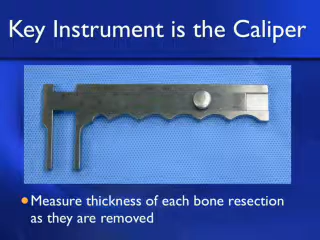 Key Instrument is the Caliper
Measure thickness of each bone resection
as they are removed